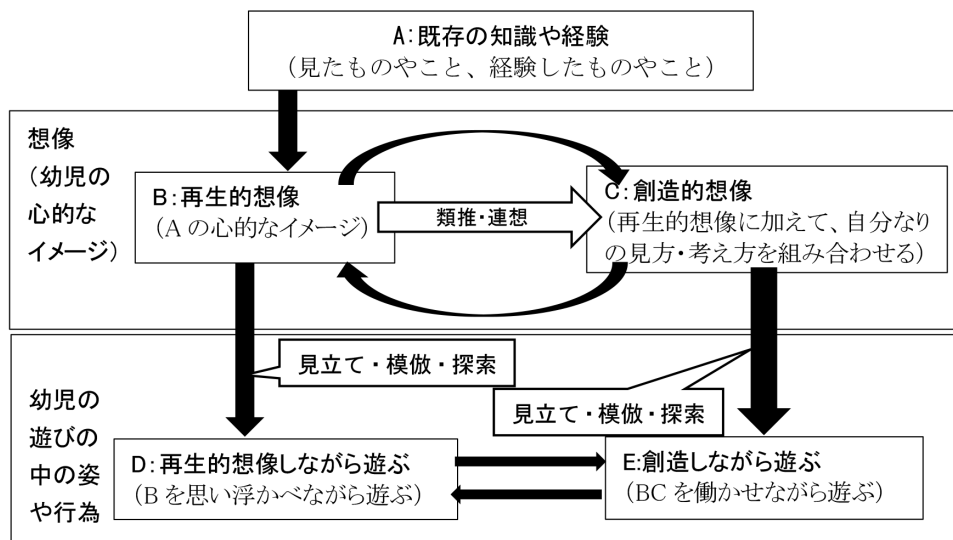 A:既存の知識や経験
(見たものやこと、経験したものやこと)
想像
(幼児の
心的な
イメージ)
B:再生的想像
(Aの心的なイメージ)
類推・連想
C:創造的想像
(再生的想像に加えて、自分なり
の見方・考え方を組み合わせる)
見立て・模倣・探索
見立て・模倣・探索
幼児の
遊びの
中の姿
や行為
D:再生的想像しながら遊ぶ
(Bを思い浮かべながら遊ぶ)
E:創造しながら遊ぶ
(BCを働かせながら遊ぶ)